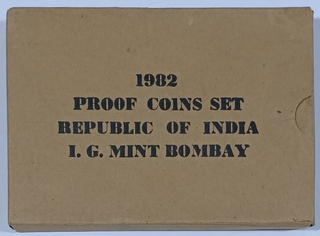 1982
PROOF COINS SET
REPUBLIC OF INDIA
I. G. MINT BOMBAY